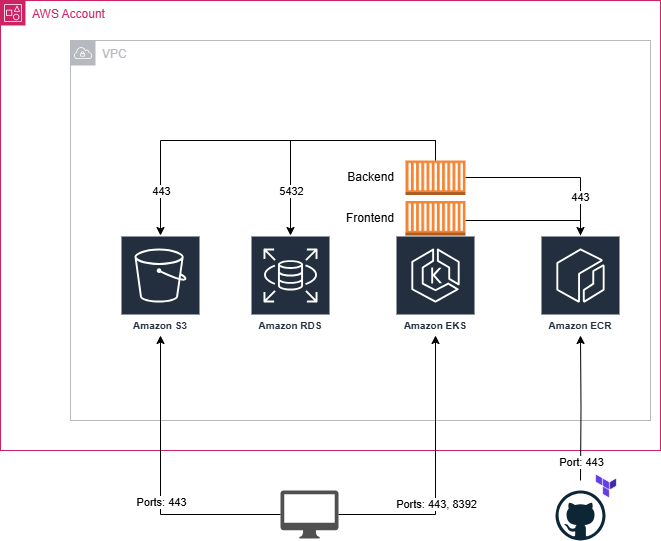 AWS Account
VPC
Backend
443
5432
443
Frontend
K
Amazon S3
Amazon RDS
Amazon EKS
Amazon ECR
Port: 443
Ports: 443
Ports: 443, 8392